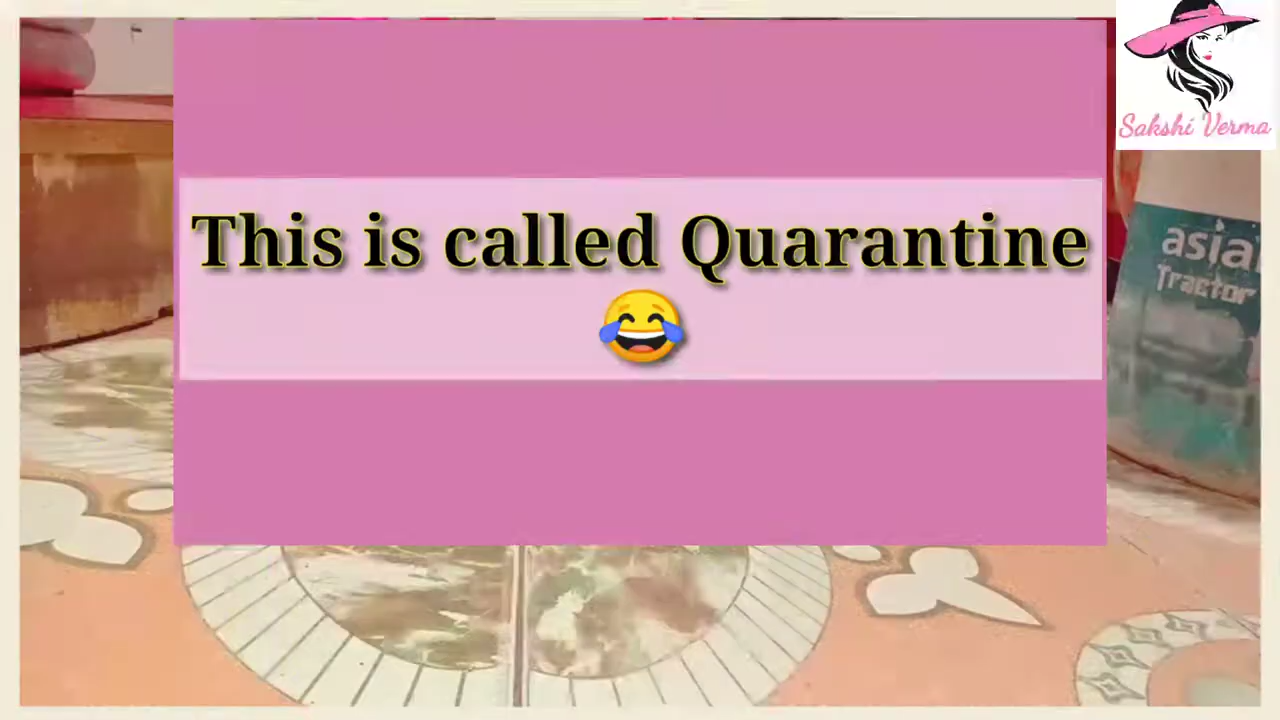 Sakshi Verma
This is called Quarantine
😂
asia
Tractor